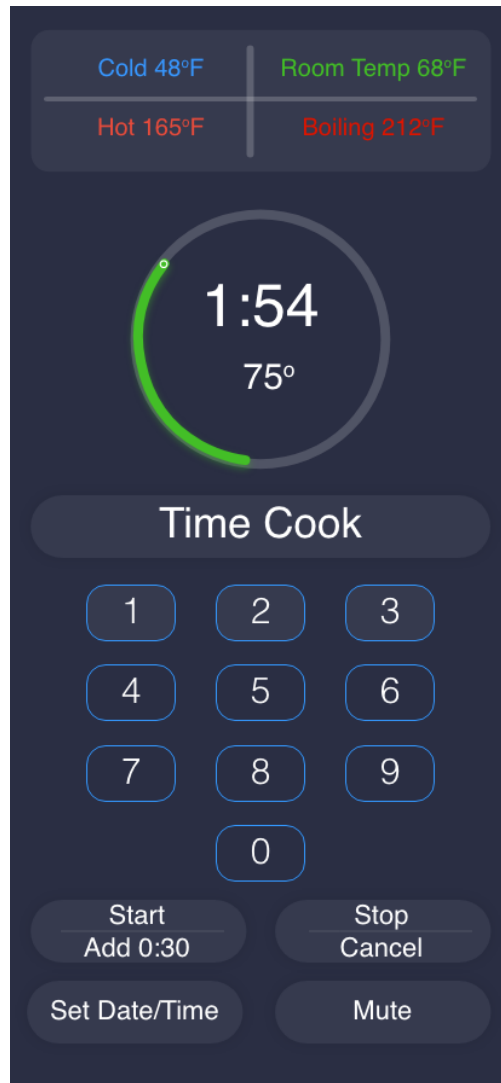 Cold 48°F
Room Temp 68°F
Hot 165°F
Boiling 212°F
1:54
75°
Time Cook
1 2 3
4 5 6
7 8 9
0
Start
Add 0:30
Stop
Cancel
Set Date/Time
Mute